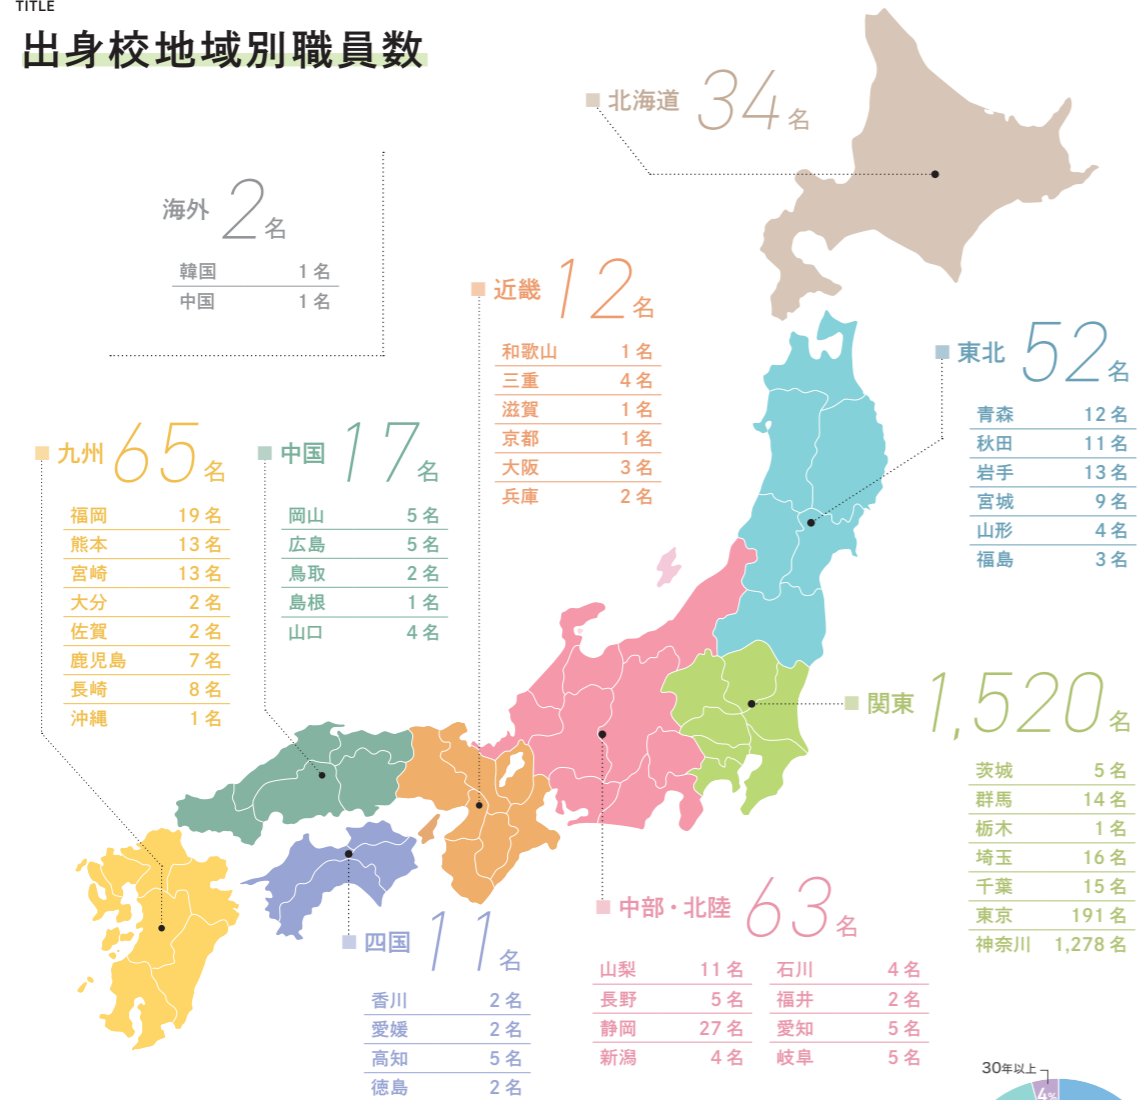 TITLE
出身校地域別職員数
北海道 34名
海外 2名
韓国 1名
中国 1名
近畿 12名
和歌山 1名
三重 4名
滋賀 1名
京都 1名
大阪 3名
兵庫 2名
東北 52名
青森 12名
秋田 11名
岩手 13名
宮城 9名
山形 4名
福島 3名
九州 65名
福岡 19名
熊本 13名
宮崎 13名
大分 2名
佐賀 2名
鹿児島 7名
長崎 8名
沖縄 1名
中国 17名
岡山 5名
広島 5名
鳥取 2名
島根 1名
山口 4名
関東 1,520名
茨城 5名
群馬 14名
栃木 1名
埼玉 16名
千葉 15名
東京 191名
神奈川 1,278名
中部・北陸 63名
山梨 11名
長野 5名
静岡 27名
新潟 4名
石川 4名
福井 2名
愛知 5名
岐阜 5名
四国 11名
香川 2名
愛媛 2名
高知 5名
徳島 2名
30年以上
4%